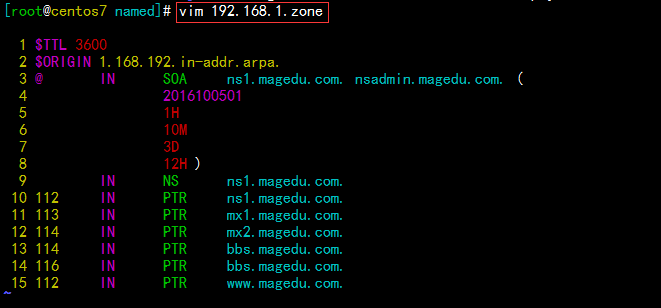 [root@centos7 named]# vim 192.168.1.zone
1 $TTL 3600
2 $ORIGIN 1.168.192.in-addr.arpa.
3 @ IN SOA ns1.magedu.com. nsadmin.magedu.com. (
4 2016100501
5 1H
6 10M
7 3D
8 12H )
9 IN NS ns1.magedu.com.
10 112 IN PTR ns1.magedu.com.
11 113 IN PTR mx1.magedu.com.
12 114 IN PTR mx2.magedu.com.
13 114 IN PTR bbs.magedu.com.
14 116 IN PTR bbs.magedu.com.
15 112 IN PTR www.magedu.com.
~